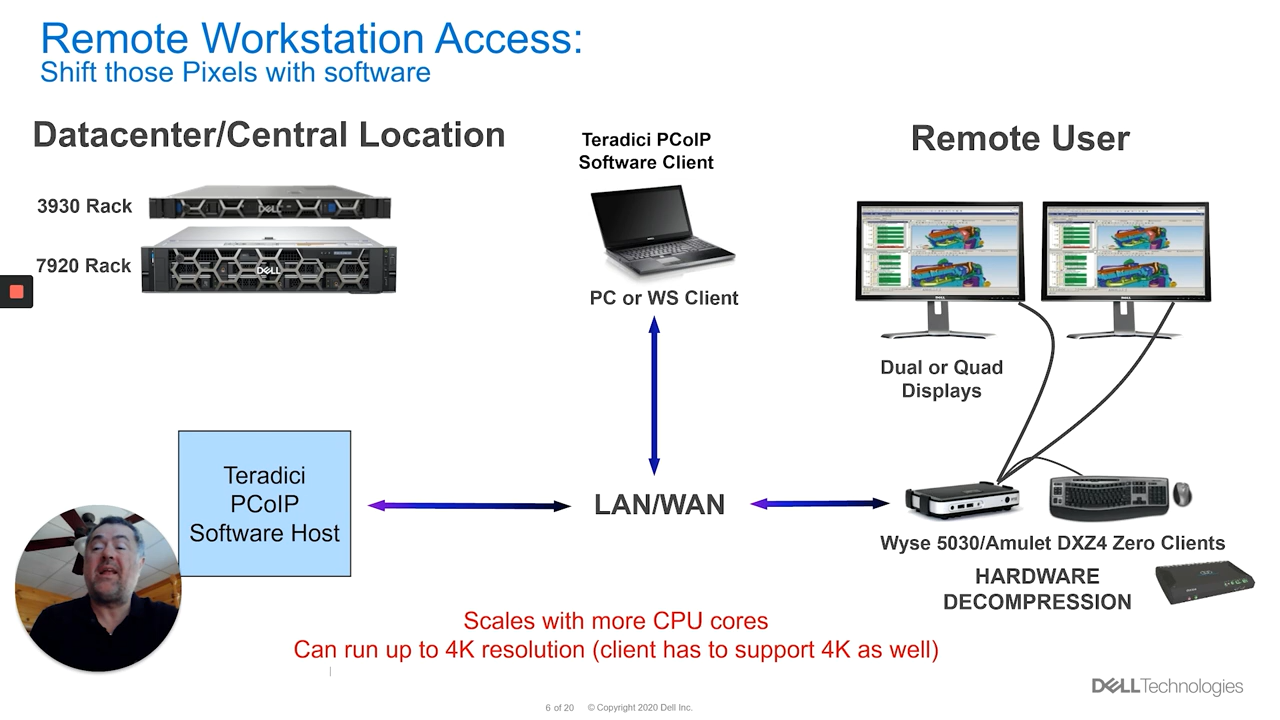 Remote Workstation Access:
Shift those Pixels with software
Datacenter/Central Location
3930 Rack
DELL
7920 Rack
DELL
Teradici PCoIP
Software Client
PC or WS Client
Remote User
Dual or Quad
Displays
Teradici
PCoIP
Software Host
LAN/WAN
Wyse 5030/Amulet DXZ4 Zero Clients
HARDWARE
DECOMPRESSION
Scales with more CPU cores
Can run up to 4K resolution (client has to support 4K as well)
DELLTechnologies
6 of 20 © Copyright 2020 Dell Inc.